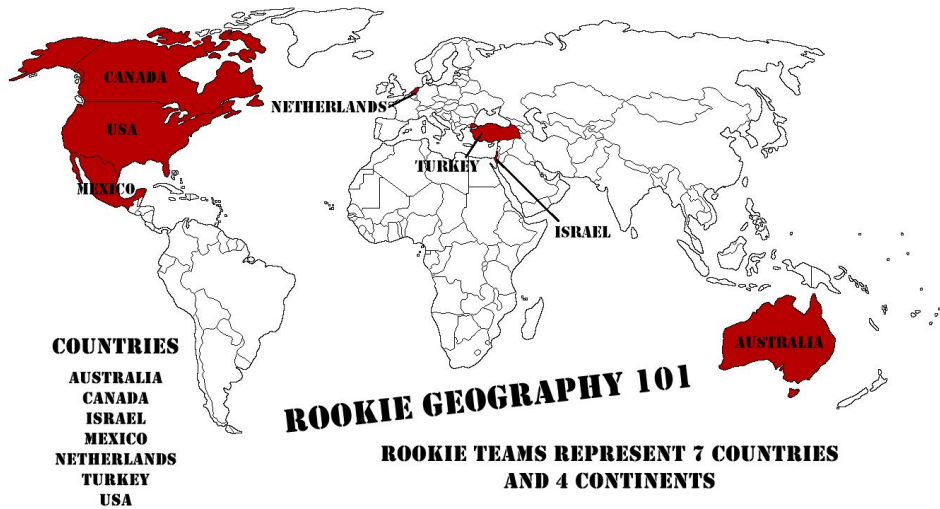 CANADA
USA
MEXICO
NETHERLANDS
TURKEY
ISRAEL
AUSTRALIA
COUNTRIES
AUSTRALIA
CANADA
ISRAEL
MEXICO
NETHERLANDS
TURKEY
USA
ROOKIE GEOGRAPHY 101
ROOKIE TEAMS REPRESENT 7 COUNTRIES
AND 4 CONTINENTS